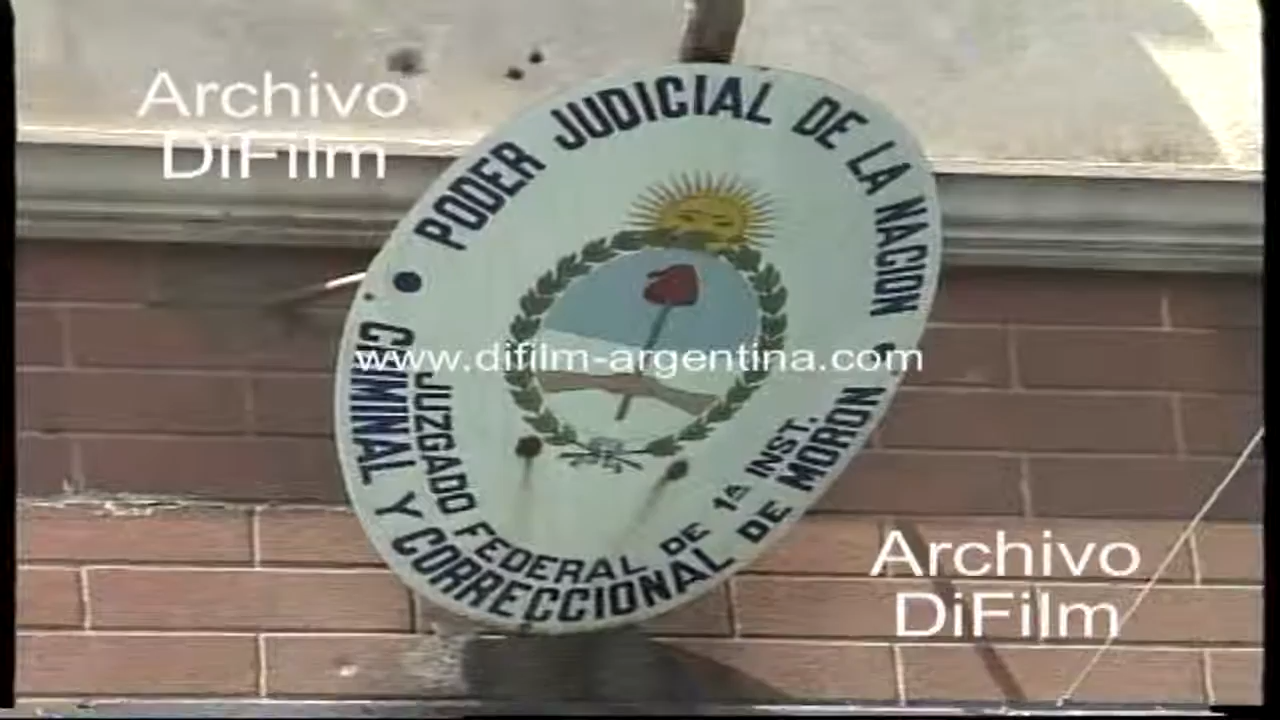 Archivo
DiFilm
PODER JUDICIAL DE LA NACION
JUZGADO FEDERAL DE 1ª INST.
CRIMINAL Y CORRECCIONAL DE MORON
www.difilm-argentina.com
Archivo
DiFilm